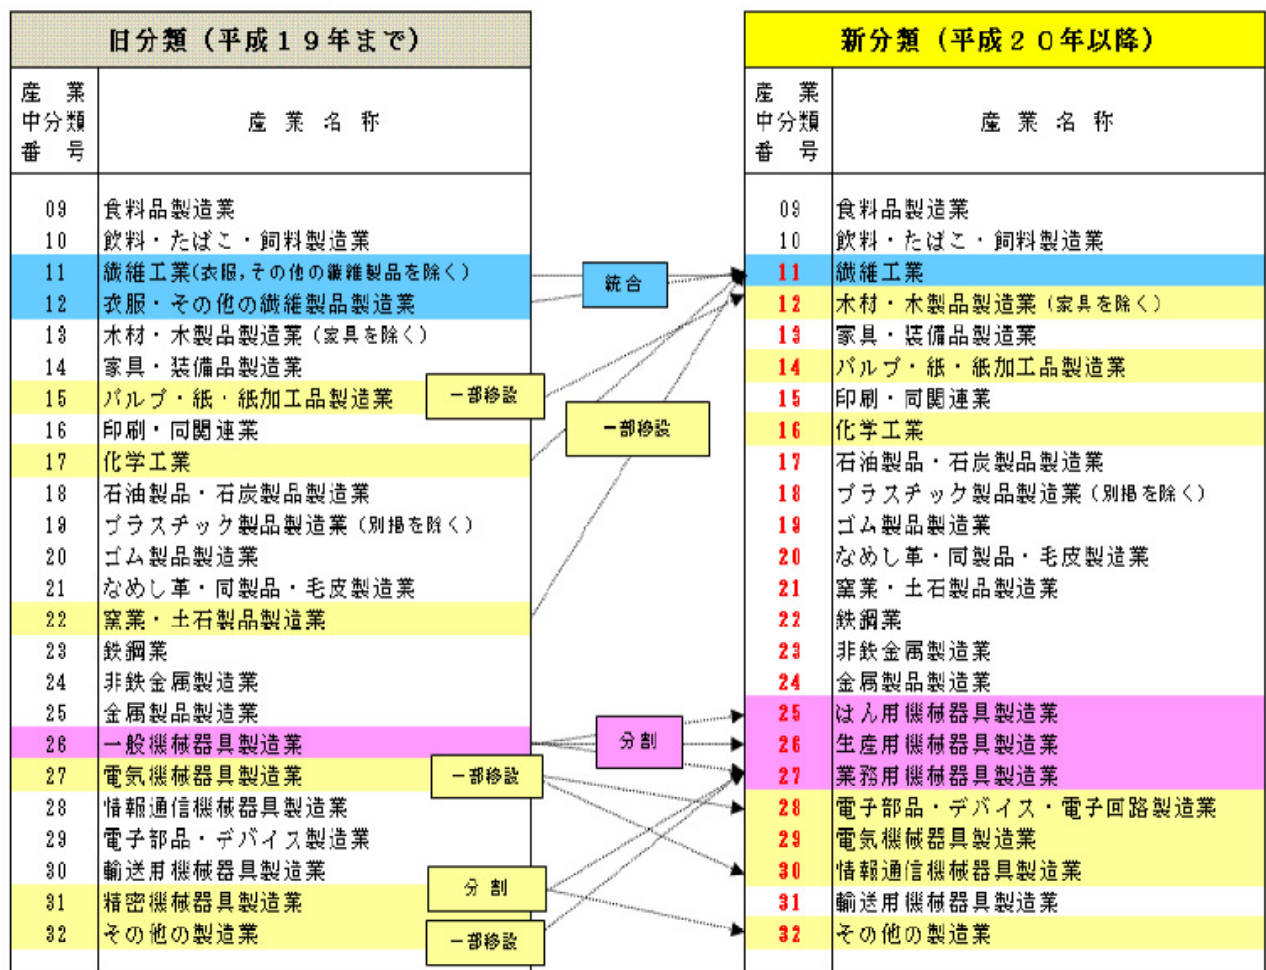 旧分類（平成１９年まで）
産業
中分類
番号
産業名称
09 食料品製造業
10 飲料・たばこ・飼料製造業
11 繊維工業(衣服,その他の繊維製品を除く)
12 衣服・その他の繊維製品製造業
13 木材・木製品製造業（家具を除く）
14 家具・装備品製造業
15 パルプ・紙・紙加工品製造業
16 印刷・同関連業
17 化学工業
18 石油製品・石炭製品製造業
19 プラスチック製品製造業（別掲を除く）
20 ゴム製品製造業
21 なめし革・同製品・毛皮製造業
22 窯業・土石製品製造業
23 鉄鋼業
24 非鉄金属製造業
25 金属製品製造業
26 一般機械器具製造業
27 電気機械器具製造業
28 情報通信機械器具製造業
29 電子部品・デバイス製造業
30 輸送用機械器具製造業
31 精密機械器具製造業
32 その他の製造業
統合
一部移設
一部移設
分割
一部移設
分割
一部移設
新分類（平成２０年以降）
産業
中分類
番号
産業名称
09 食料品製造業
10 飲料・たばこ・飼料製造業
11 繊維工業
12 木材・木製品製造業（家具を除く）
13 家具・装備品製造業
14 パルプ・紙・紙加工品製造業
15 印刷・同関連業
16 化学工業
17 石油製品・石炭製品製造業
18 プラスチック製品製造業（別掲を除く）
19 ゴム製品製造業
20 なめし革・同製品・毛皮製造業
21 窯業・土石製品製造業
22 鉄鋼業
23 非鉄金属製造業
24 金属製品製造業
25 はん用機械器具製造業
26 生産用機械器具製造業
27 業務用機械器具製造業
28 電子部品・デバイス・電子回路製造業
29 電気機械器具製造業
30 情報通信機械器具製造業
31 輸送用機械器具製造業
32 その他の製造業